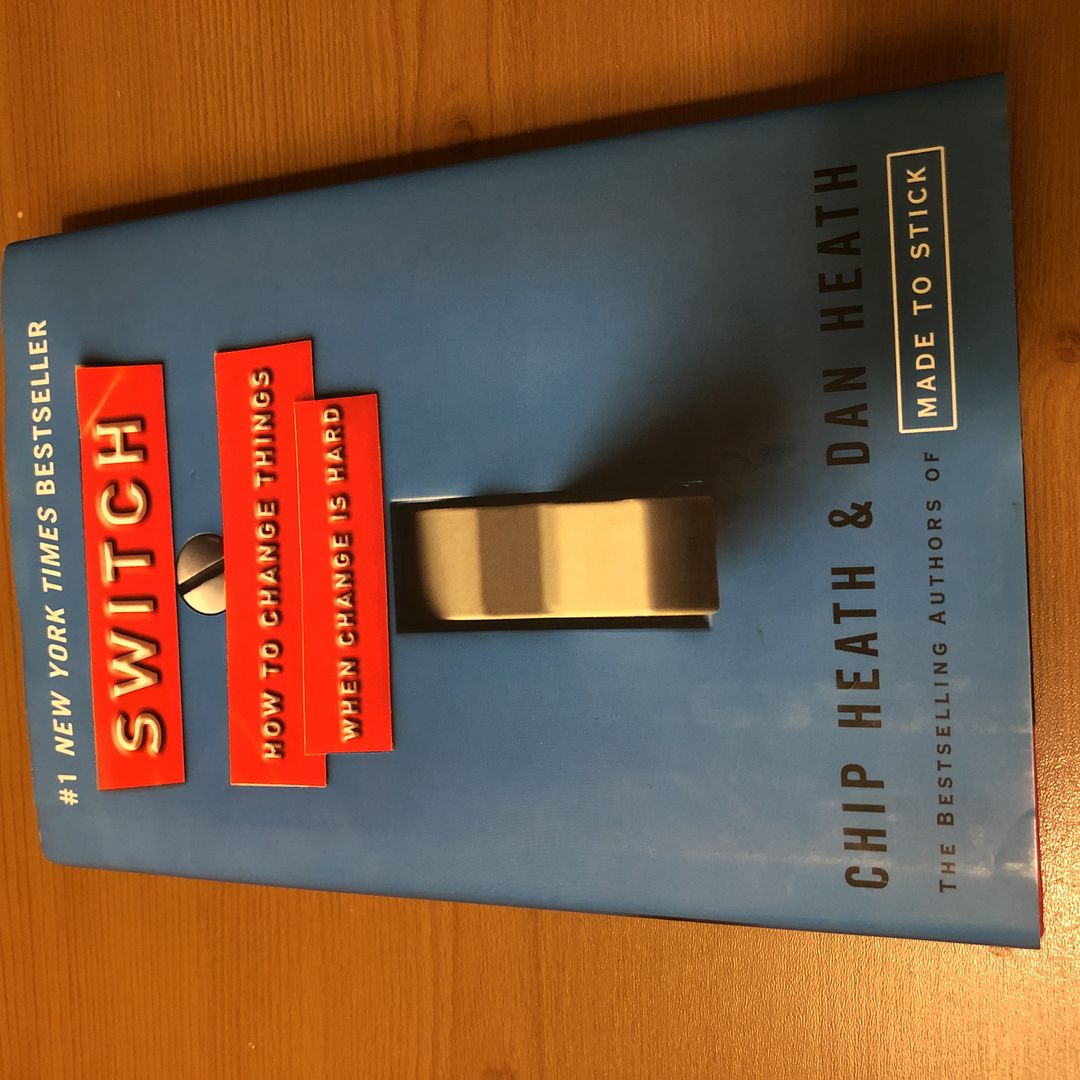 #1 NEW YORK TIMES BESTSELLER
SWITCH
HOW TO CHANGE THINGS
WHEN CHANGE IS HARD
CHIP HEATH & DAN HEATH
THE BESTSELLING AUTHORS OF MADE TO STICK